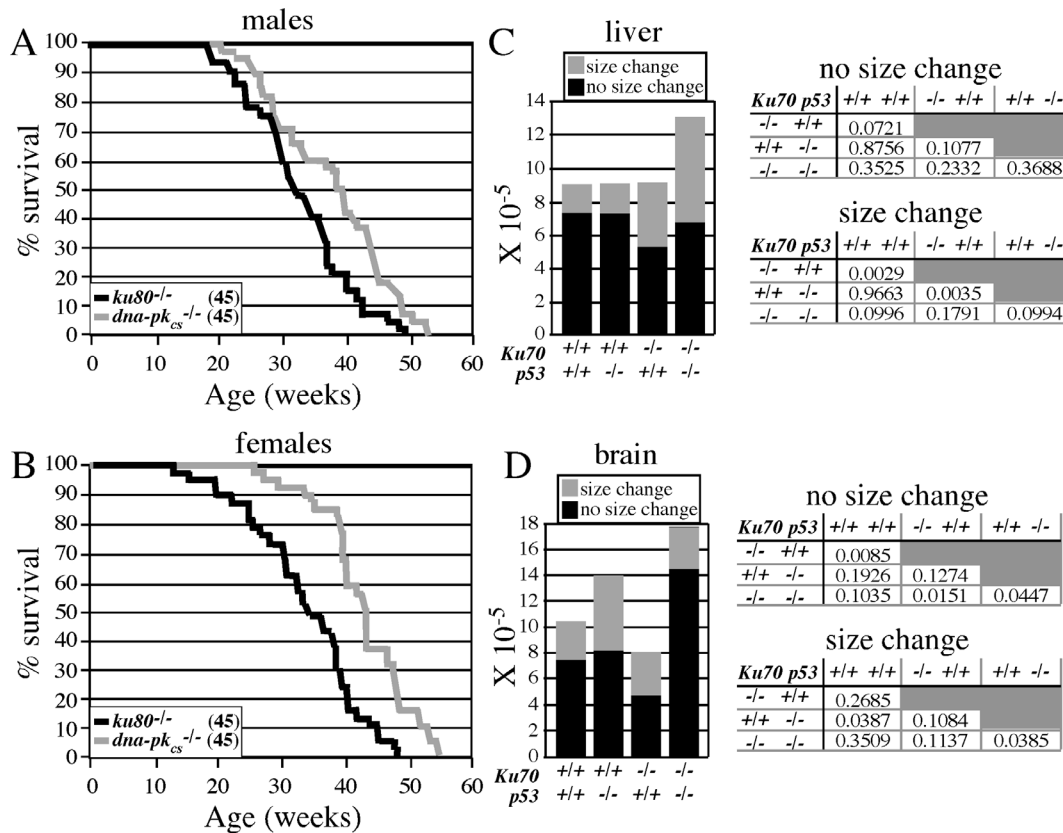 A
males
100
90
80
70
60
50
40
30
20
10
0
% survival
ku80-/- (45)
dna-pkcs-/- (45)
0 10 20 30 40 50 60
Age (weeks)
B
females
100
90
80
70
60
50
40
30
20
10
0
% survival
ku80-/- (45)
dna-pkcs-/- (45)
0 10 20 30 40 50 60
Age (weeks)
C
liver
size change
no size change
14
12
10
8
6
4
2
0
X 10-5
Ku70 +/+ +/+ -/- -/-
p53 +/+ -/- +/+ -/-
no size change
Ku70 p53 +/+ +/+ -/- +/+ +/+ -/-
-/- +/+ 0.0721
+/+ -/- 0.8756 0.1077
-/- -/- 0.3525 0.2332 0.3688
size change
Ku70 p53 +/+ +/+ -/- +/+ +/+ -/-
-/- +/+ 0.0029
+/+ -/- 0.9663 0.0035
-/- -/- 0.0996 0.1791 0.0994
D
brain
size change
no size change
18
16
14
12
10
8
6
4
2
0
X 10-5
Ku70 +/+ +/+ -/- -/-
p53 +/+ -/- +/+ -/-
no size change
Ku70 p53 +/+ +/+ -/- +/+ +/+ -/-
-/- +/+ 0.0085
+/+ -/- 0.1926 0.1274
-/- -/- 0.1035 0.0151 0.0447
size change
Ku70 p53 +/+ +/+ -/- +/+ +/+ -/-
-/- +/+ 0.2685
+/+ -/- 0.0387 0.1084
-/- -/- 0.3509 0.1137 0.0385